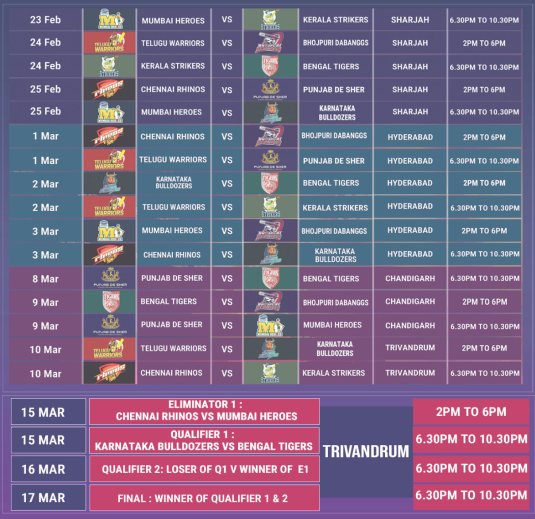 23 Feb MUMBAI HEROES VS KERALA STRIKERS SHARJAH 6.30PM TO 10.30PM
24 Feb TELUGU WARRIORS VS BHOJPURI DABANGGS SHARJAH 2PM TO 6PM
24 Feb KERALA STRIKERS VS BENGAL TIGERS SHARJAH 6.30PM TO 10.30PM
25 Feb CHENNAI RHINOS VS PUNJAB DE SHER SHARJAH 2PM TO 6PM
25 Feb MUMBAI HEROES VS KARNATAKA BULLDOZERS SHARJAH 6.30PM TO 10.30PM
1 Mar CHENNAI RHINOS VS BHOJPURI DABANGGS HYDERABAD 2PM TO 6PM
1 Mar TELUGU WARRIORS VS PUNJAB DE SHER HYDERABAD 6.30PM TO 10.30PM
2 Mar KARNATAKA BULLDOZERS VS BENGAL TIGERS HYDERABAD 2PM TO 6PM
2 Mar TELUGU WARRIORS VS KERALA STRIKERS HYDERABAD 6.30PM TO 10.30PM
3 Mar MUMBAI HEROES VS BHOJPURI DABANGGS HYDERABAD 2PM TO 6PM
3 Mar CHENNAI RHINOS VS KARNATAKA BULLDOZERS HYDERABAD 6.30PM TO 10.30PM
8 Mar PUNJAB DE SHER VS BENGAL TIGERS CHANDIGARH 6.30PM TO 10.30PM
9 Mar BENGAL TIGERS VS BHOJPURI DABANGGS CHANDIGARH 2PM TO 6PM
9 Mar PUNJAB DE SHER VS MUMBAI HEROES CHANDIGARH 6.30PM TO 10.30PM
10 Mar TELUGU WARRIORS VS KARNATAKA BULLDOZERS TRIVANDRUM 2PM TO 6PM
10 Mar CHENNAI RHINOS VS KERALA STRIKERS TRIVANDRUM 6.30PM TO 10.30PM
15 MAR ELIMINATOR 1 :
CHENNAI RHINOS VS MUMBAI HEROES 2PM TO 6PM
15 MAR QUALIFIER 1 :
KARNATAKA BULLDOZERS VS BENGAL TIGERS 6.30PM TO 10.30PM
TRIVANDRUM
16 MAR QUALIFIER 2: LOSER OF Q1 V WINNER OF E1 6.30PM TO 10.30PM
17 MAR FINAL : WINNER OF QUALIFIER 1 & 2 6.30PM TO 10.30PM